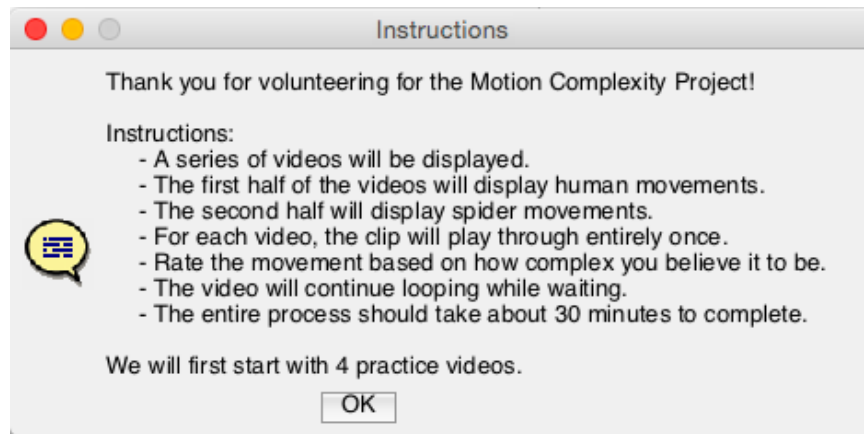 Instructions
Thank you for volunteering for the Motion Complexity Project!
Instructions:
- A series of videos will be displayed.
- The first half of the videos will display human movements.
- The second half will display spider movements.
- For each video, the clip will play through entirely once.
- Rate the movement based on how complex you believe it to be.
- The video will continue looping while waiting.
- The entire process should take about 30 minutes to complete.
We will first start with 4 practice videos.
OK